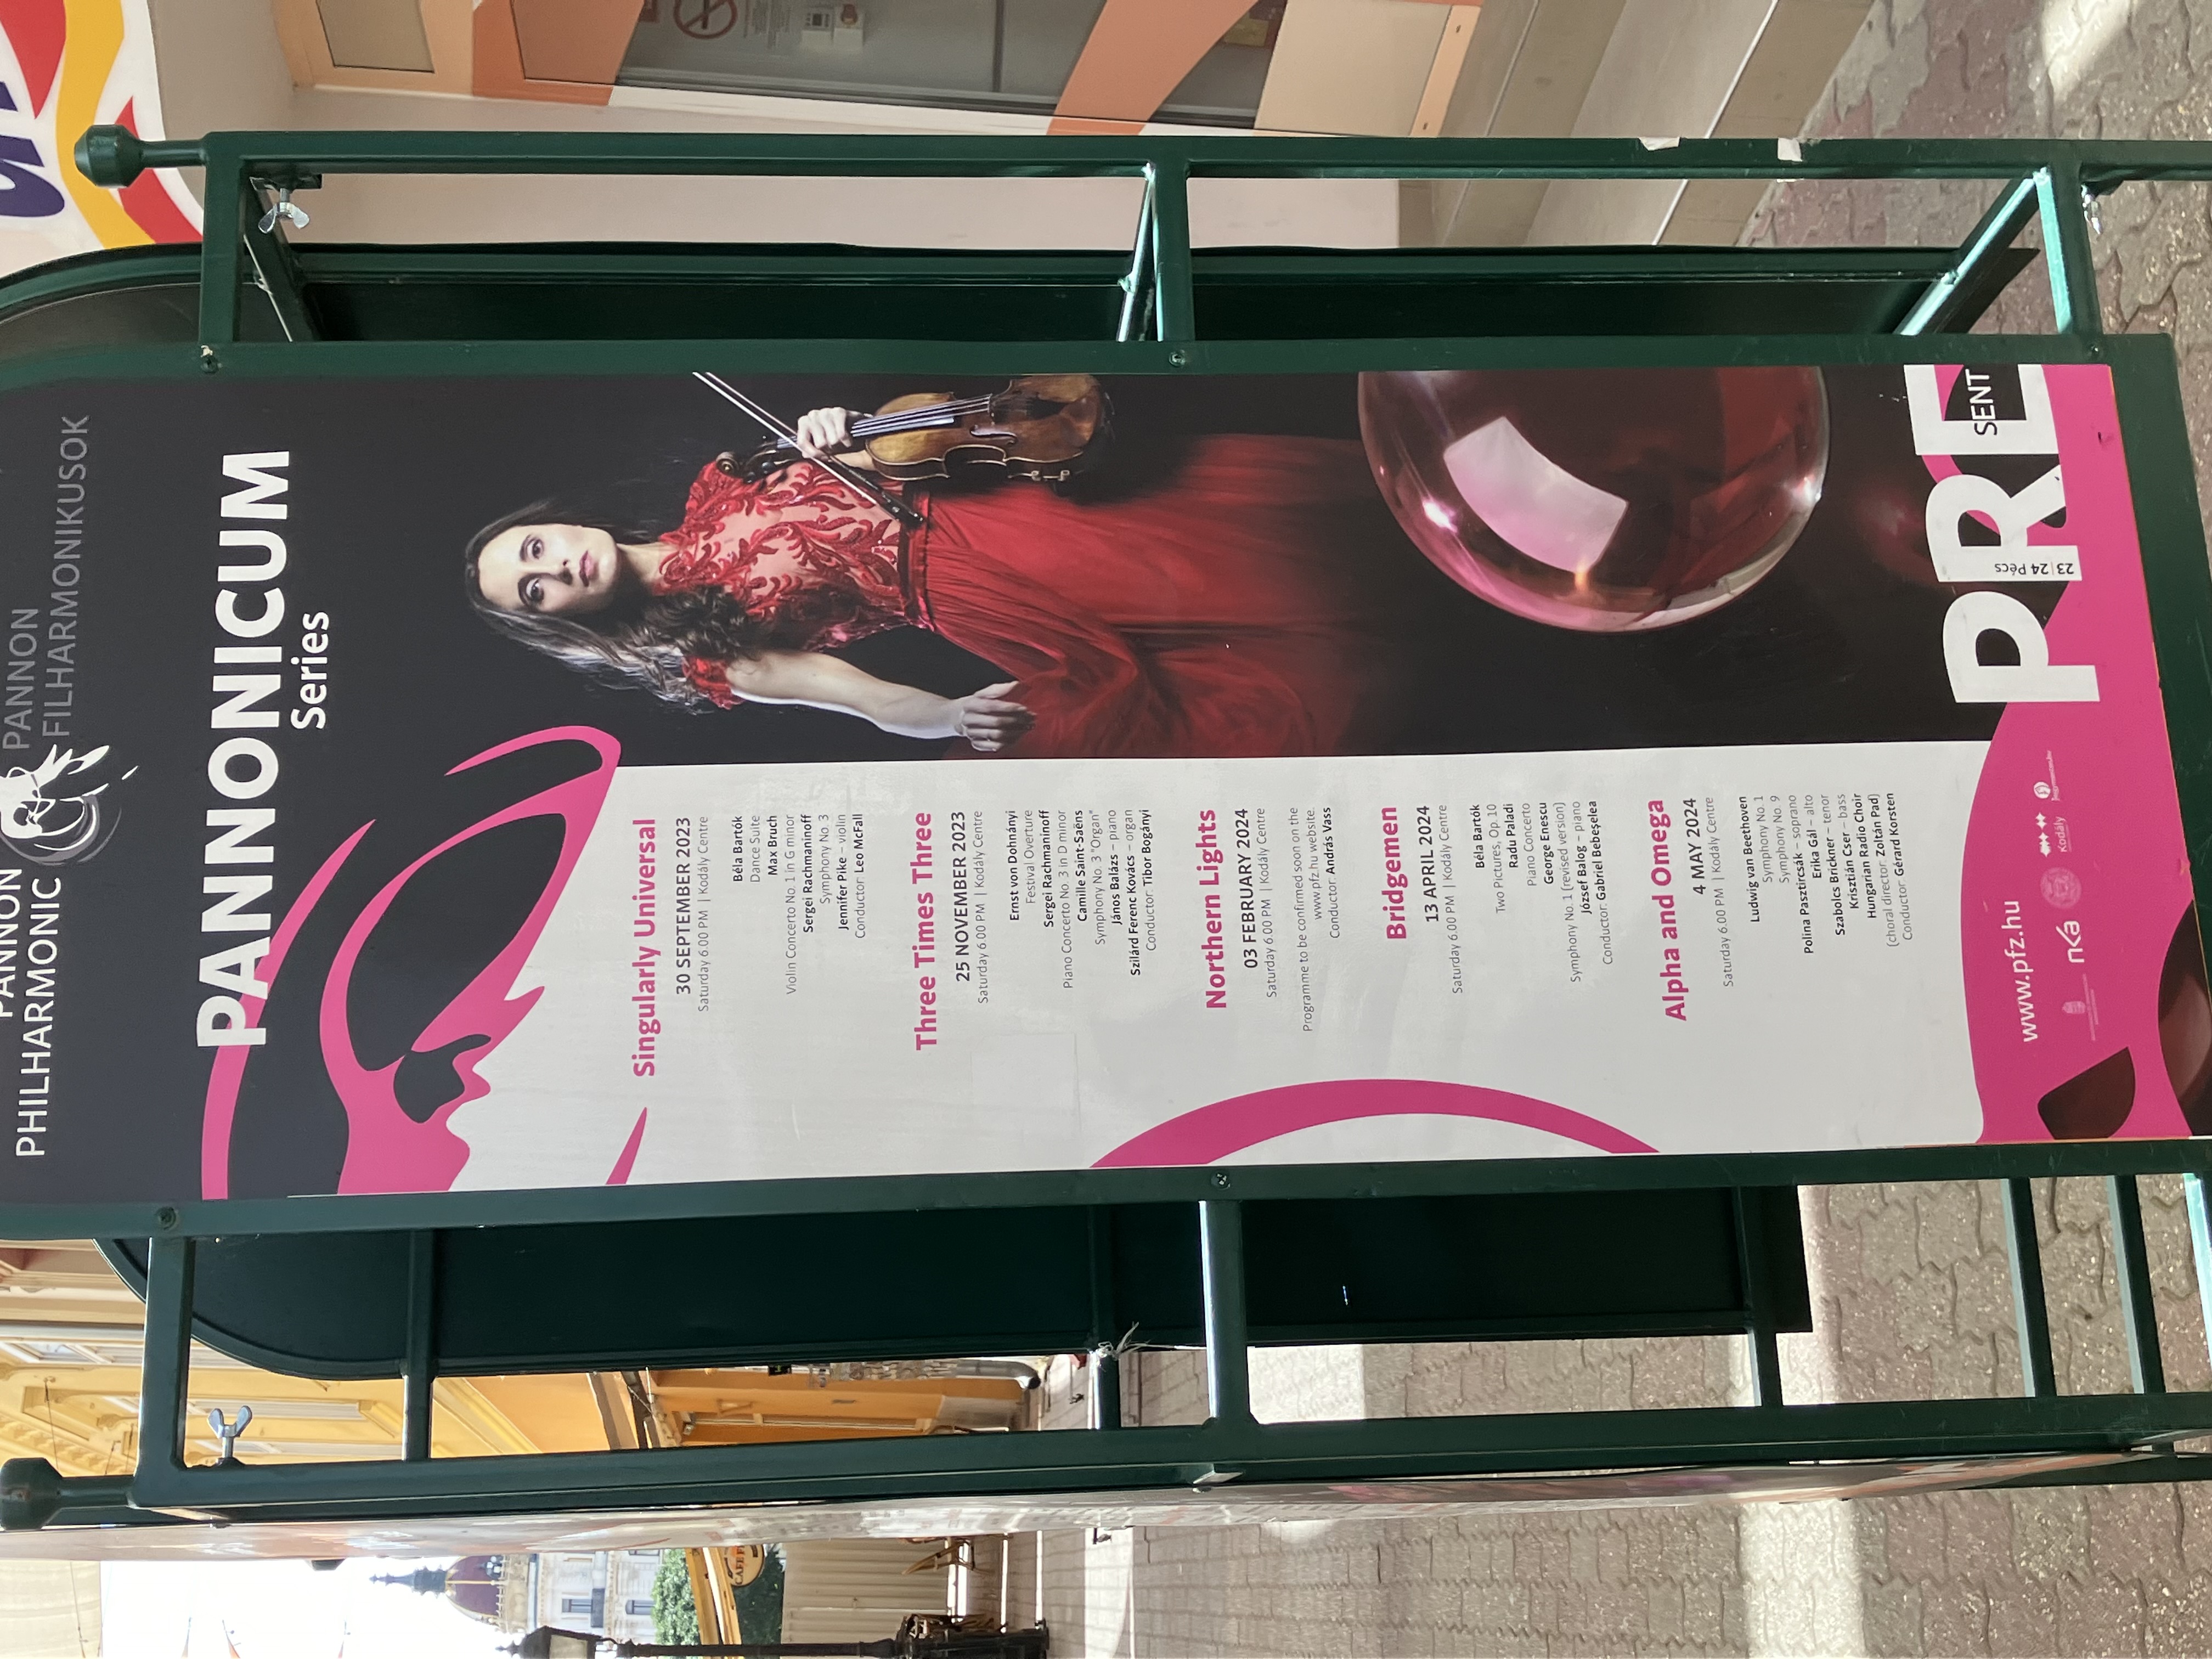 PANNON
PHILHARMONIC
PANNON
FILHARMONIKUSOK
PANNONICUM
Series
Singularly Universal
30 SEPTEMBER 2023
Saturday 6.00 PM | Kodály Centre
Béla Bartók
Dance Suite
Max Bruch
Violin Concerto No. 1 in G minor
Sergei Rachmaninoff
Symphony No. 3
Jennifer Pike – violin
Conductor: Leo McFall
Three Times Three
25 NOVEMBER 2023
Saturday 6.00 PM | Kodály Centre
Ernst von Dohnányi
Festival Overture
Sergei Rachmaninoff
Piano Concerto No. 3 in D minor
Camille Saint-Saëns
Symphony No. 3 "Organ"
János Balázs – piano
Szilárd Ferenc Kovács – organ
Conductor: Tibor Bogányi
Northern Lights
03 FEBRUARY 2024
Saturday 6.00 PM | Kodály Centre
Programme to be confirmed soon on the
www.pfz.hu website.
Conductor: András Vass
Bridgemen
13 APRIL 2024
Saturday 6.00 PM | Kodály Centre
Béla Bartók
Two Pictures, Op. 10
Radu Paladi
Piano Concerto
George Enescu
Symphony No. 1 (revised version)
József Balog – piano
Conductor: Gabriel Bebeşelea
Alpha and Omega
4 MAY 2024
Saturday 6.00 PM | Kodály Centre
Ludwig van Beethoven
Symphony No. 1
Symphony No. 9
Polina Pasztircsák – soprano
Erika Gál – alto
Szabolcs Brickner – tenor
Krisztián Cser – bass
Hungarian Radio Choir
(choral director: Zoltán Pad)
Conductor: Gérard Korsten
www.pfz.hu
nka
Kodály
PRE
SENT
23|24 Pécs
CAFE